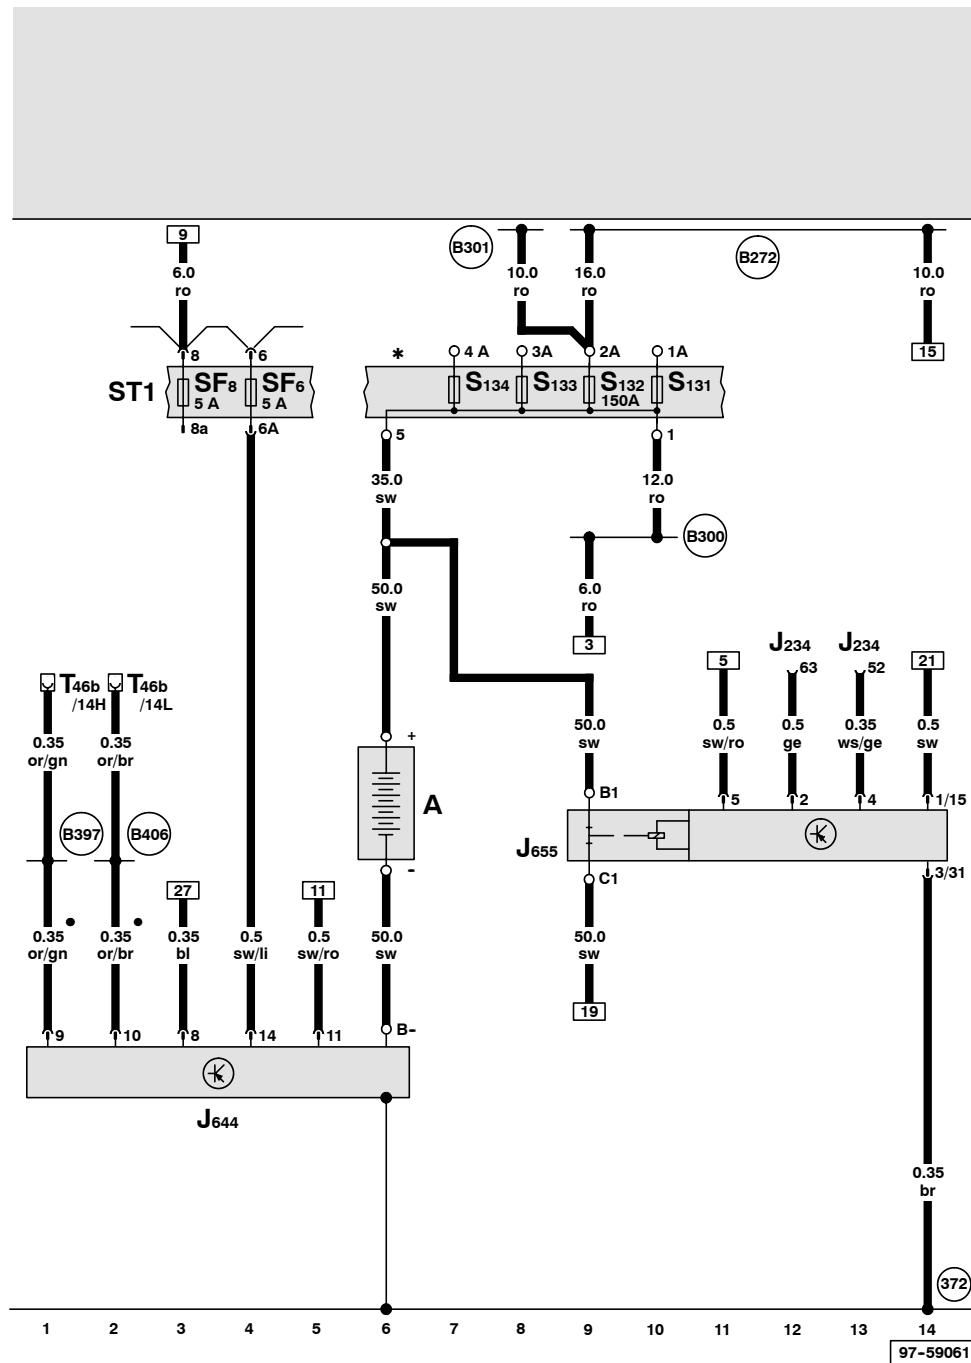 9
B301
B272
6.0
ro
10.0
ro
16.0
ro
10.0
ro
15
8
6
*
4 A
3A
2A
1A
ST1
SF8
5 A
SF6
5 A
S134
S133
S132
150A
S131
8a
6A
5
1
35.0
sw
12.0
ro
B300
50.0
sw
6.0
ro
3
J234
J234
T46b
/14H
T46b
/14L
5
63
52
21
0.35
or/gn
0.35
or/br
+
50.0
sw
0.5
sw/ro
0.5
ge
0.35
ws/ge
0.5
sw
B1
5
2
4
1/15
A
B397
B406
J655
-
C1
3/31
27
11
0.35
or/gn
0.35
or/br
0.35
bl
0.5
sw/li
0.5
sw/ro
50.0
sw
50.0
sw
19
9
10
8
14
11
B-
J644
0.35
br
372
1 2 3 4 5 6 7 8 9 10 11 12 13 14
97-59061